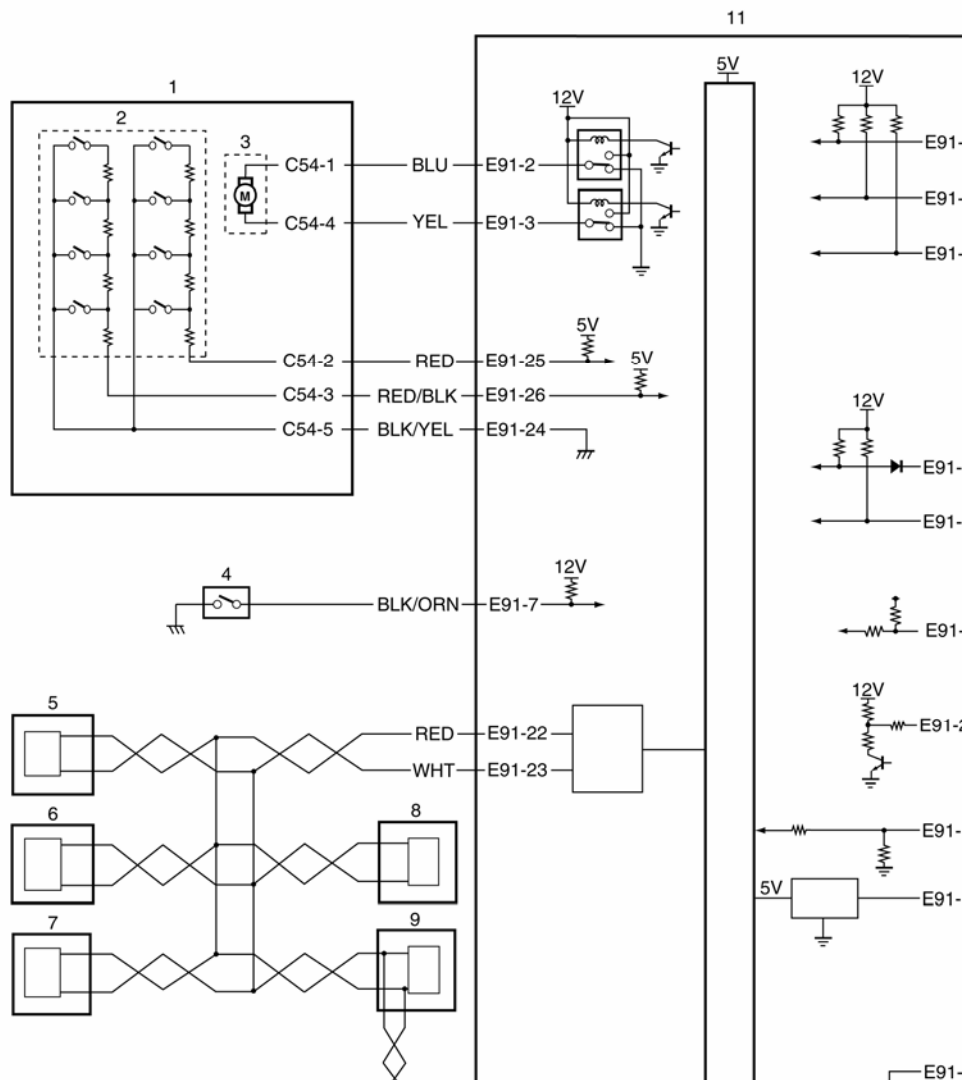 11
1
5V
12V
12V
2
3
C54-1 BLU E91-2
E91-
M
C54-4 YEL E91-3
E91-
E91-
5V
C54-2 RED E91-25
5V
C54-3 RED/BLK E91-26
12V
C54-5 BLK/YEL E91-24
E91-
E91-
4
12V
BLK/ORN E91-7
E91-
5
12V
RED E91-22
E91-2
WHT E91-23
6
8
E91-
5V
E91-
7
9
E91-